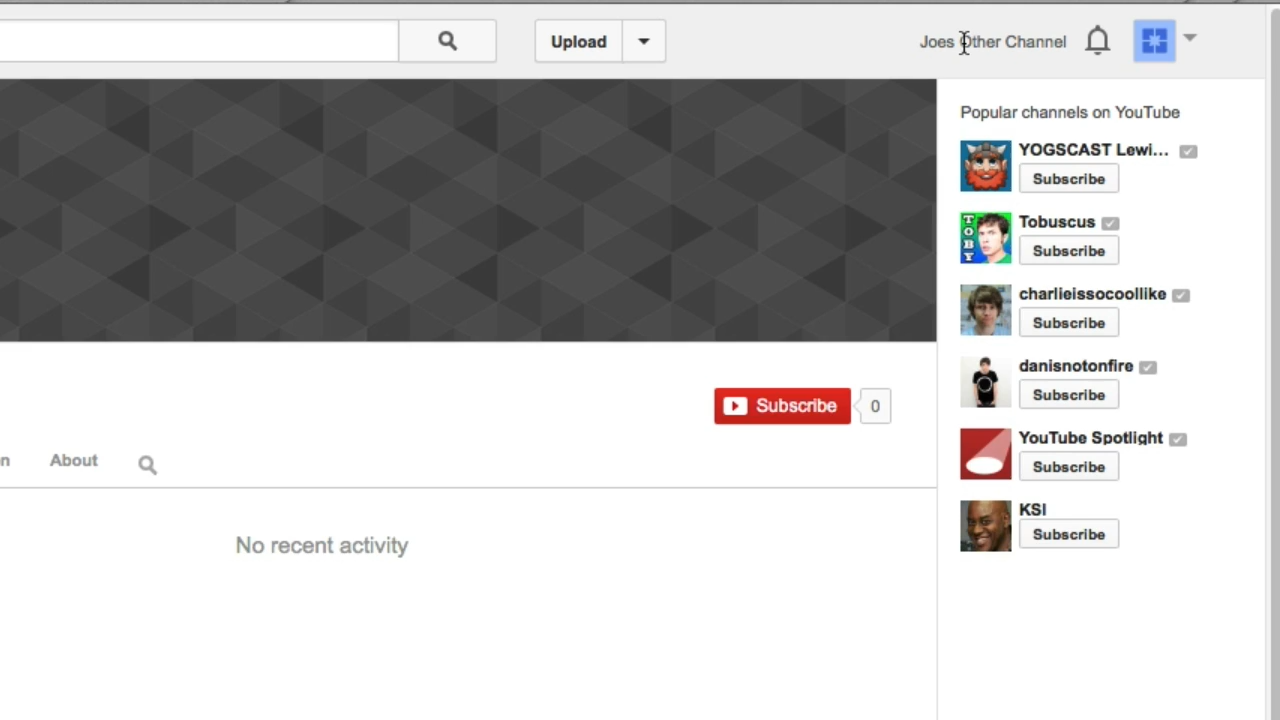 Upload
Joes Other Channel
Popular channels on YouTube
YOGSCAST Lewi...
Subscribe
TOBY
Tobuscus
Subscribe
charlieissocoollike
Subscribe
danisnotonfire
Subscribe
Subscribe 0
YouTube Spotlight
Subscribe
n About
KSI
Subscribe
No recent activity